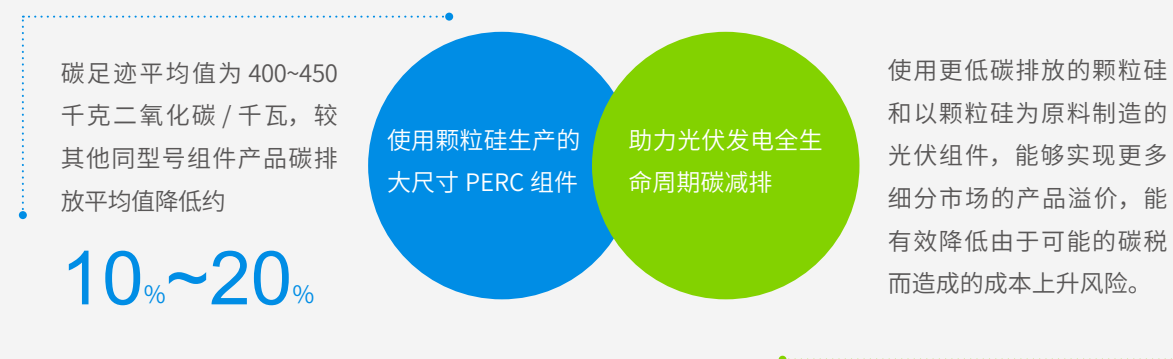 碳足迹平均值为 400~450
千克二氧化碳 / 千瓦，较
其他同型号组件产品碳排
放平均值降低约
10%~20%
使用颗粒硅生产的
大尺寸 PERC 组件
助力光伏发电全生
命周期碳减排
使用更低碳排放的颗粒硅
和以颗粒硅为原料制造的
光伏组件，能够实现更多
细分市场的产品溢价，能
有效降低由于可能的碳税
而造成的成本上升风险。